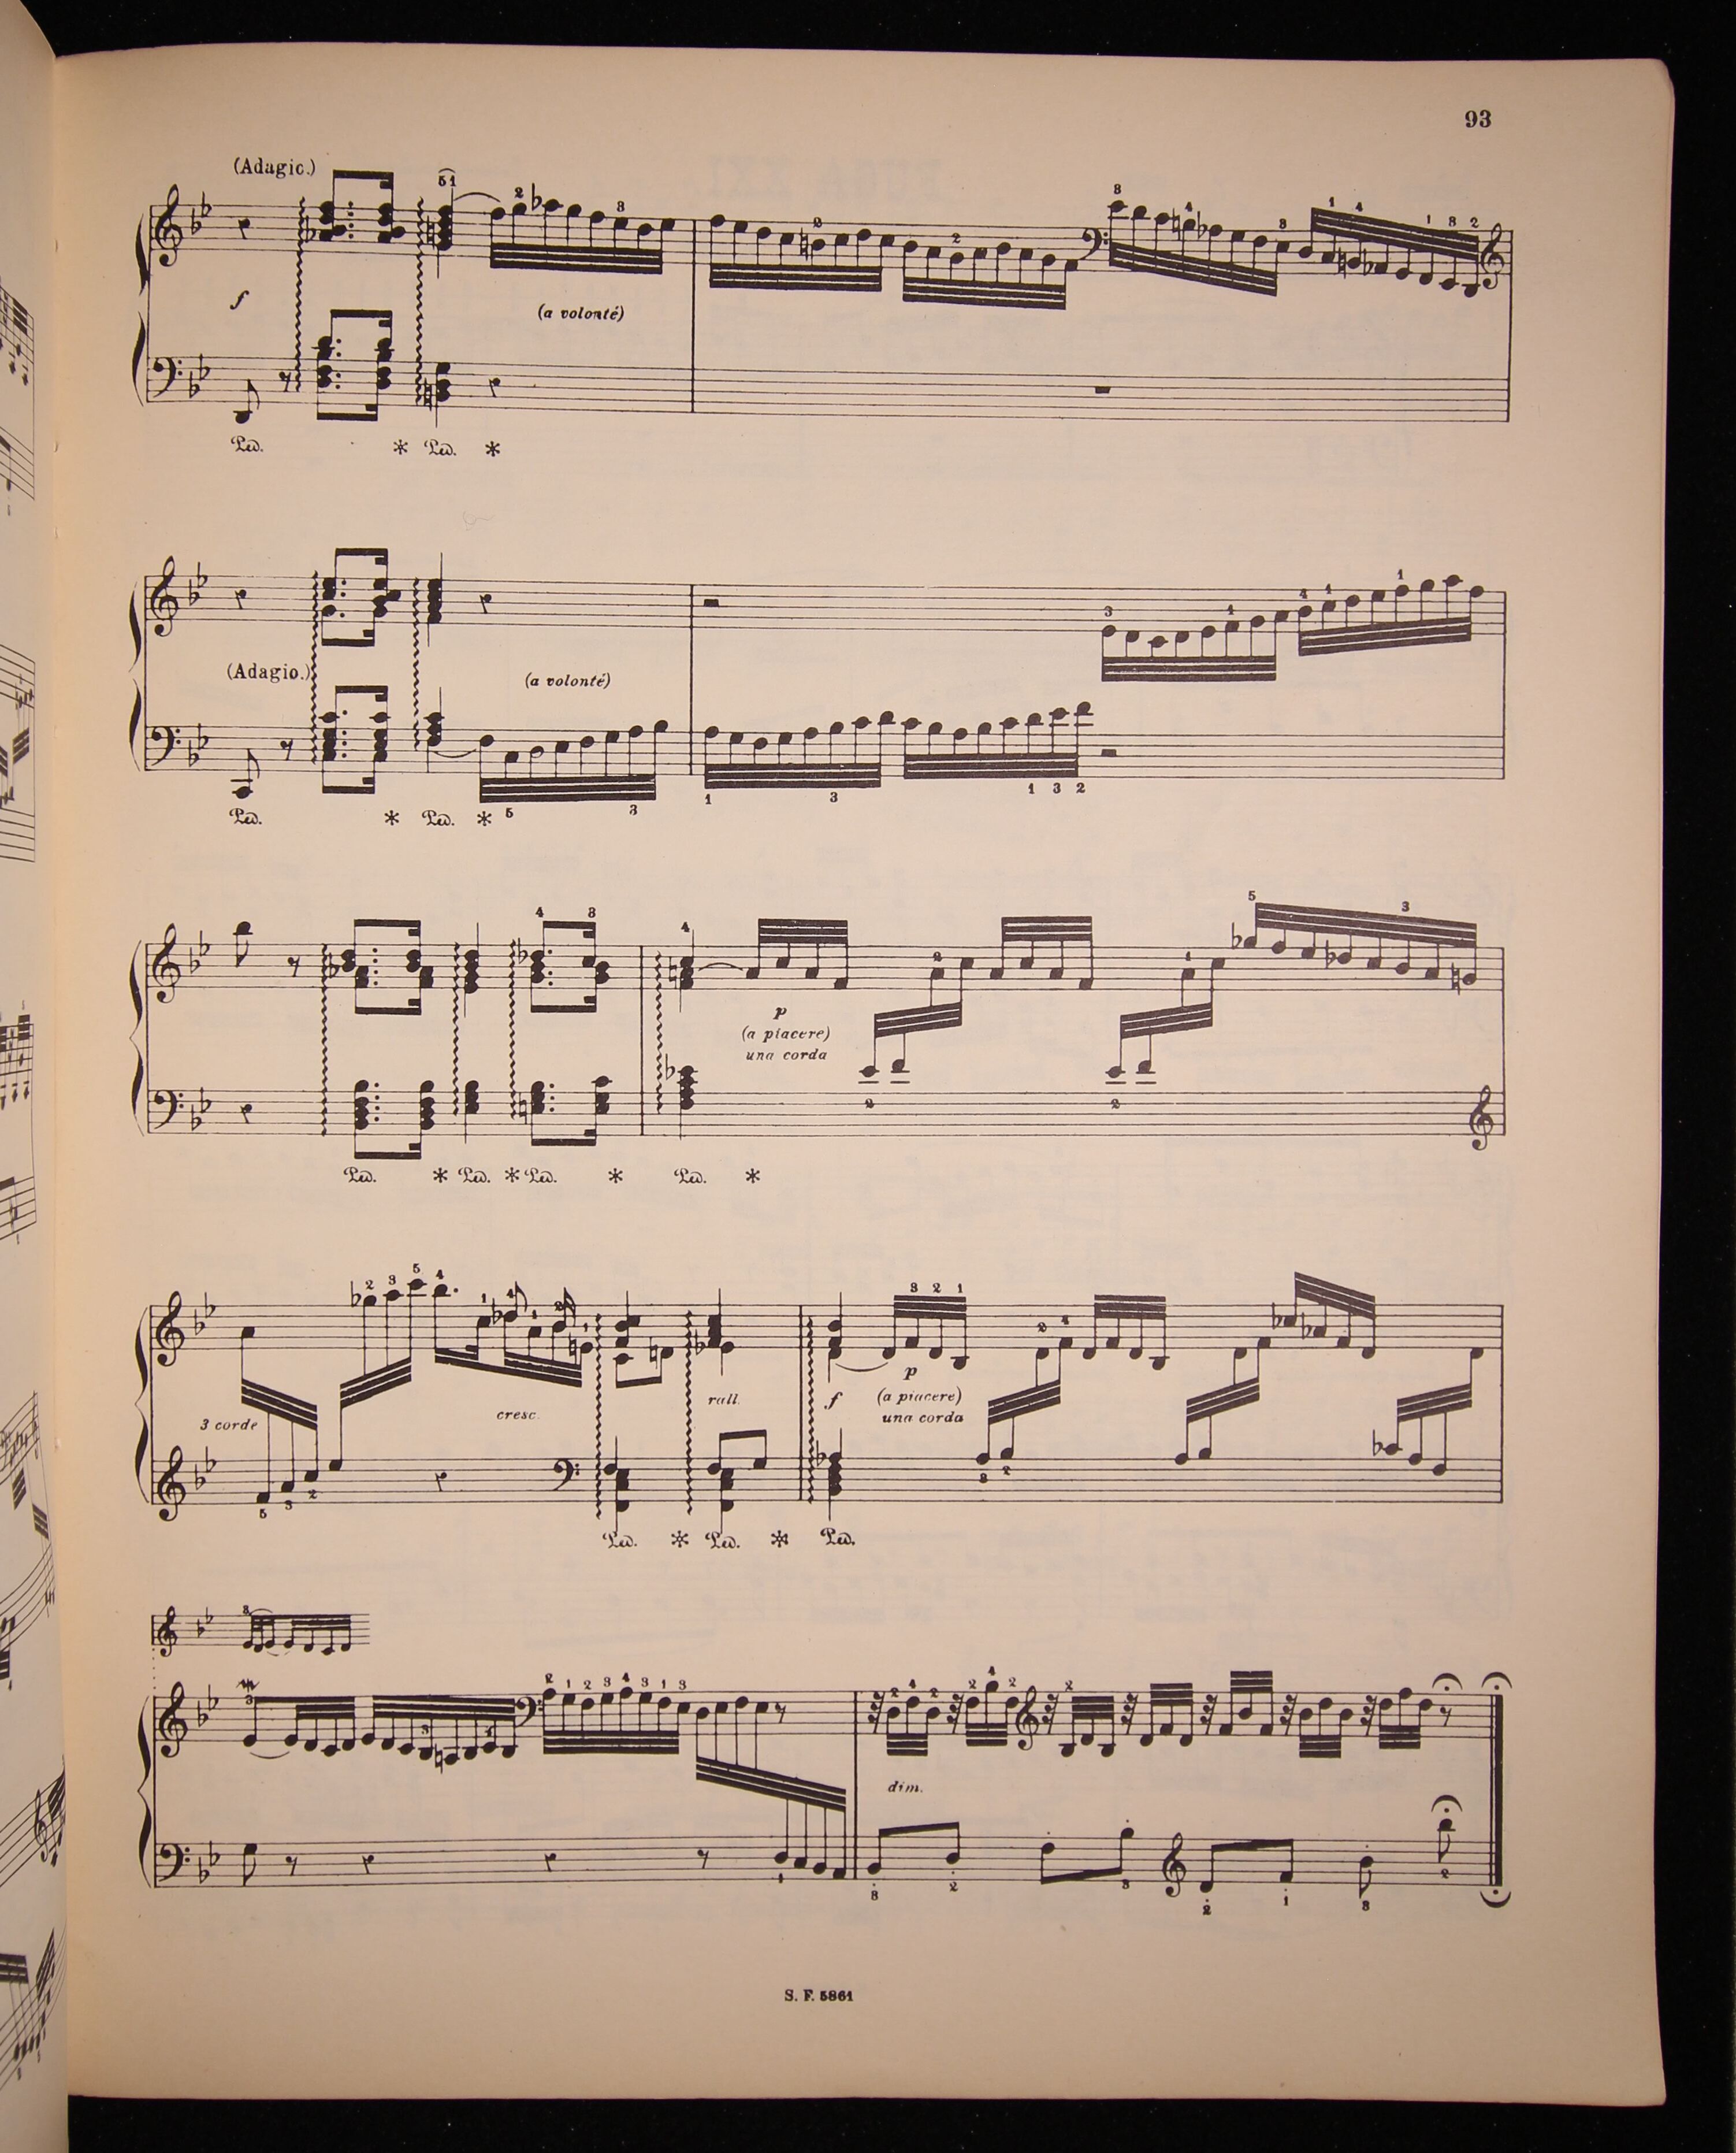 93
(Adagio.)
f
(a volonté)
Ped. * Ped. *
(Adagio.)
(a volonté)
Ped. * Ped. *
p
(a piacere)
una corda
Ped. * Ped. * Ped. * Ped. *
3 corde
cresc.
rall.
f
p
(a piacere)
una corda
Ped. * Ped. * Ped.
dim.
S. F. 5861